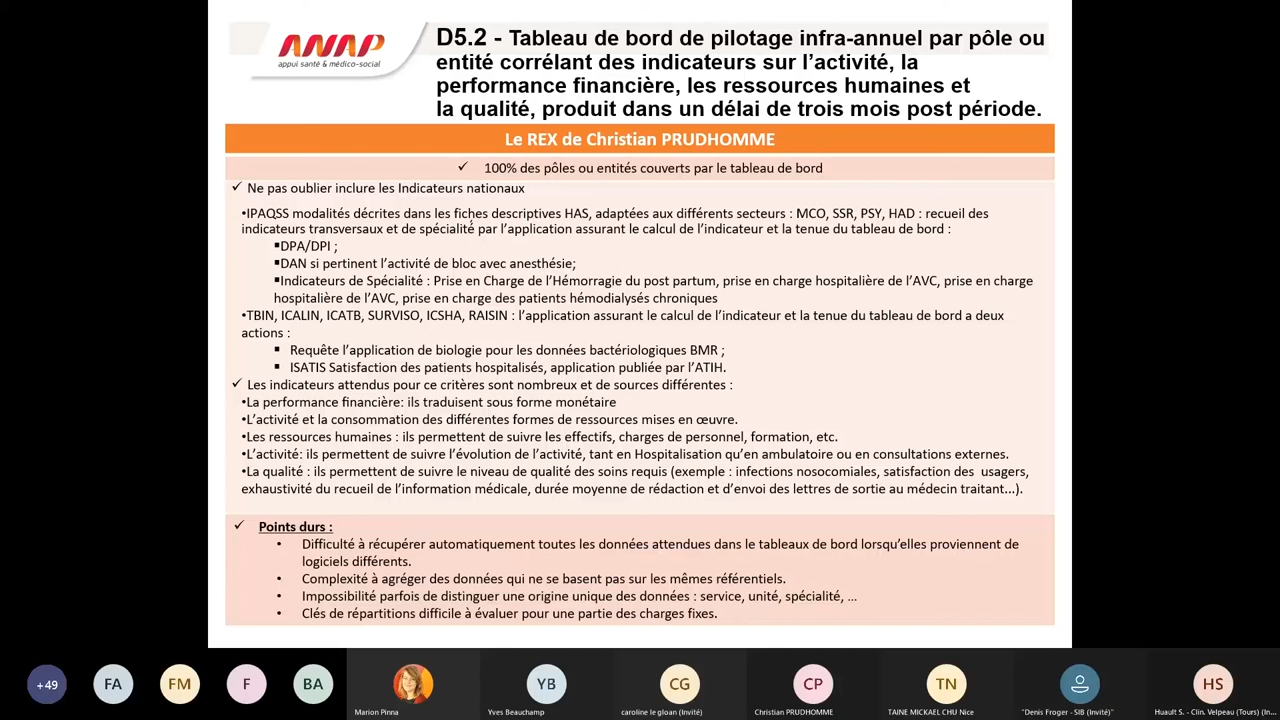 ANAP
appui santé & médico-social
D5.2 - Tableau de bord de pilotage infra-annuel par pôle ou
entité corrélant des indicateurs sur l’activité, la
performance financière, les ressources humaines et
la qualité, produit dans un délai de trois mois post période.
Le REX de Christian PRUDHOMME
✓ 100% des pôles ou entités couverts par le tableau de bord
✓ Ne pas oublier inclure les Indicateurs nationaux
•IPAQSS modalités décrites dans les fiches descriptives HAS, adaptées aux différents secteurs : MCO, SSR, PSY, HAD : recueil des
indicateurs transversaux et de spécialité par l’application assurant le calcul de l’indicateur et la tenue du tableau de bord :
▪DPA/DPI ;
▪DAN si pertinent l’activité de bloc avec anesthésie;
▪Indicateurs de Spécialité : Prise en Charge de l’Hémorragie du post partum, prise en charge hospitalière de l’AVC, prise en charge
hospitalière de l’AVC, prise en charge des patients hémodialysés chroniques
•TBIN, ICALIN, ICATB, SURVISO, ICSHA, RAISIN : l’application assurant le calcul de l’indicateur et la tenue du tableau de bord a deux
actions :
▪ Requête l’application de biologie pour les données bactériologiques BMR ;
▪ ISATIS Satisfaction des patients hospitalisés, application publiée par l’ATIH.
✓ Les indicateurs attendus pour ce critères sont nombreux et de sources différentes :
•La performance financière: ils traduisent sous forme monétaire
•L’activité et la consommation des différentes formes de ressources mises en œuvre.
•Les ressources humaines : ils permettent de suivre les effectifs, charges de personnel, formation, etc.
•L’activité: ils permettent de suivre l’évolution de l’activité, tant en Hospitalisation qu’en ambulatoire ou en consultations externes.
•La qualité : ils permettent de suivre le niveau de qualité des soins requis (exemple : infections nosocomiales, satisfaction des usagers,
exhaustivité du recueil de l’information médicale, durée moyenne de rédaction et d’envoi des lettres de sortie au médecin traitant...).
✓ Points durs :
• Difficulté à récupérer automatiquement toutes les données attendues dans le tableaux de bord lorsqu’elles proviennent de
logiciels différents.
• Complexité à agréger des données qui ne se basent pas sur les mêmes référentiels.
• Impossibilité parfois de distinguer une origine unique des données : service, unité, spécialité, ...
• Clés de répartitions difficile à évaluer pour une partie des charges fixes.
+49 FA FM F BA YB CG CP TN HS
Marion Pinna Yves Beauchamp caroline le gloan (Invité) Christian PRUDHOMME TAINE MICKAEL CHU Nice "Denis Froger - SIB (Invité)" Huault S. - Clin. Velpeau (Tours) (In...